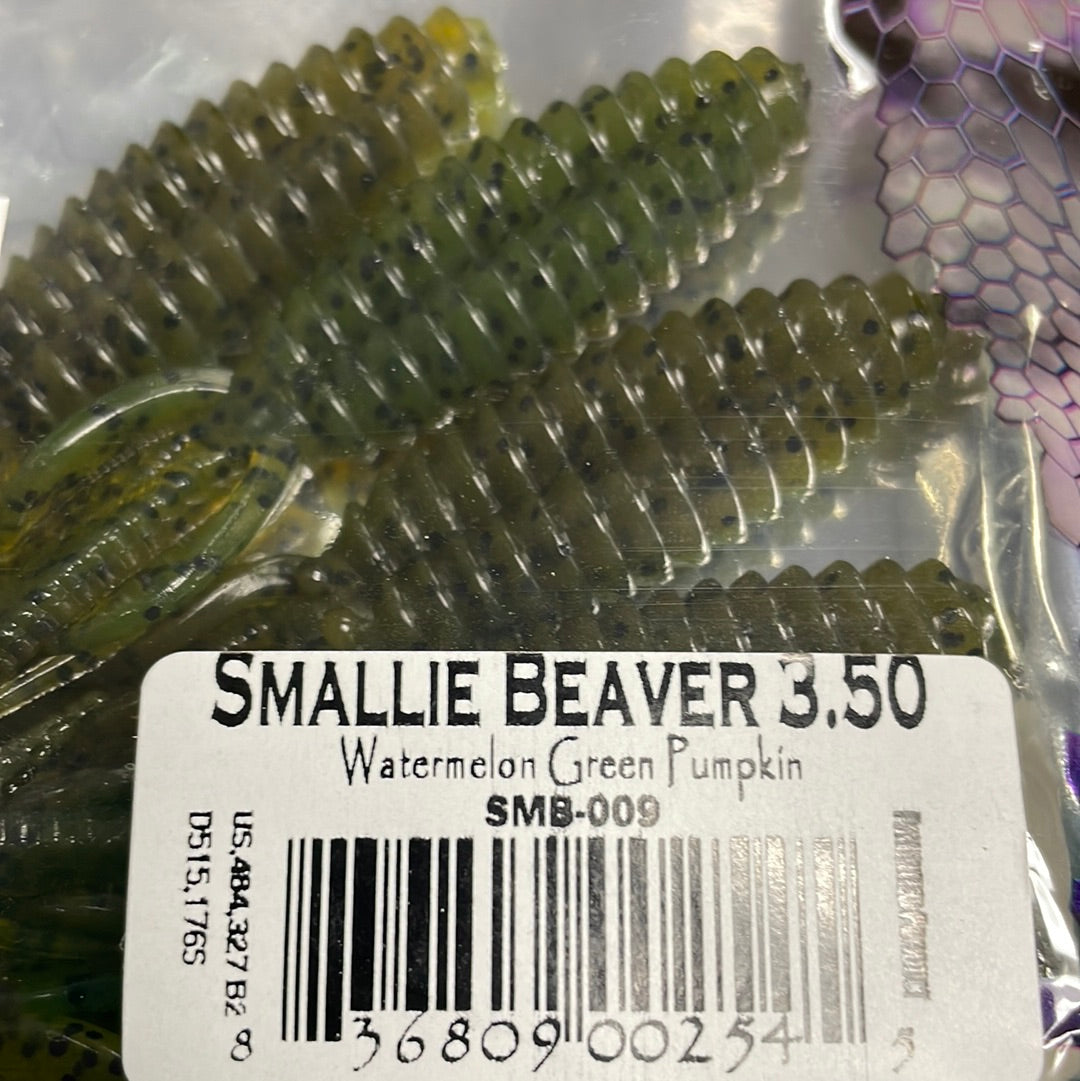 SMALLIE BEAVER 3.50
Watermelon Green Pumpkin
SMB-009
US,484,327 B2
D515,176S
8 36809 00254 5